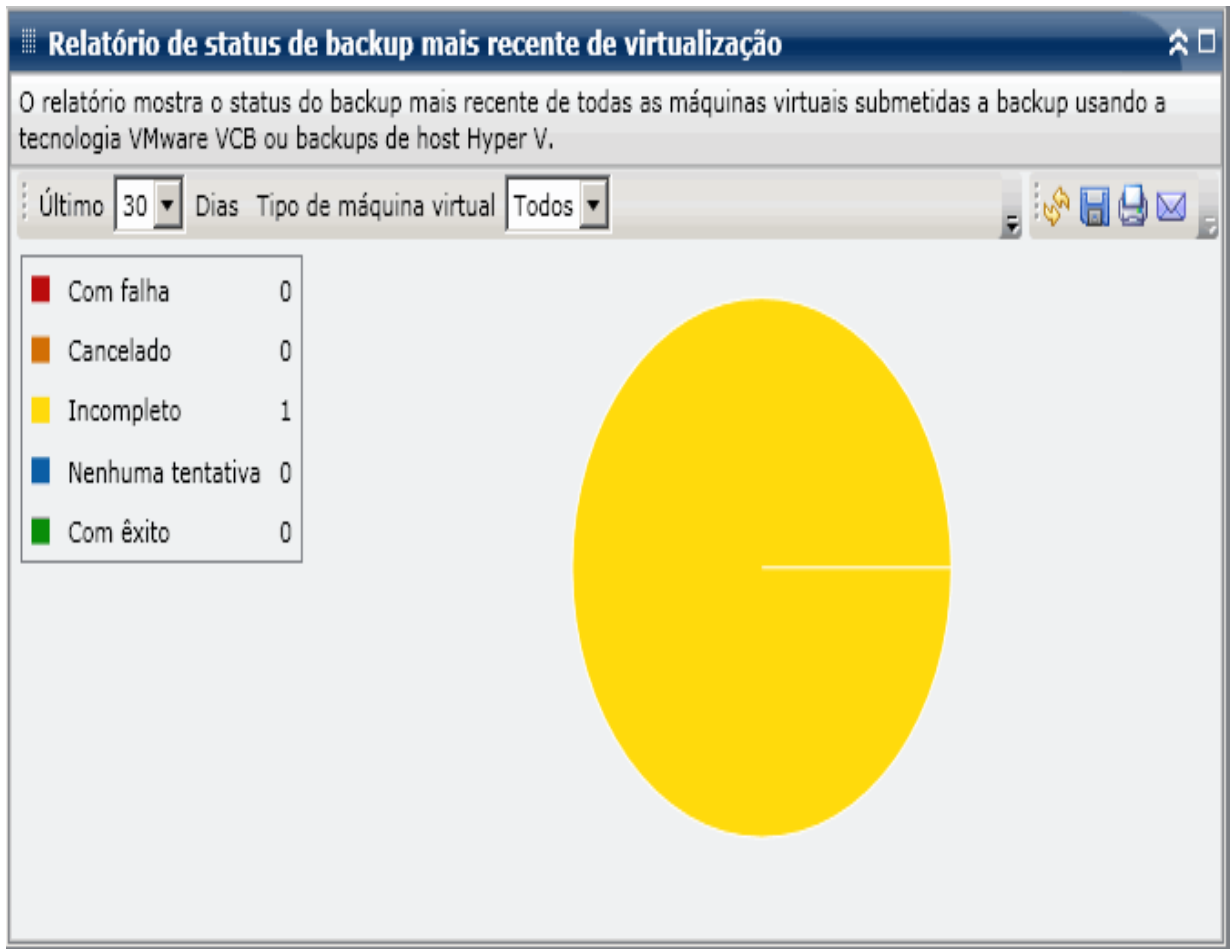 Relatório de status de backup mais recente de virtualização
O relatório mostra o status do backup mais recente de todas as máquinas virtuais submetidas a backup usando a
tecnologia VMware VCB ou backups de host Hyper V.
Último 30 Dias Tipo de máquina virtual Todos
Com falha 0
Cancelado 0
Incompleto 1
Nenhuma tentativa 0
Com êxito 0